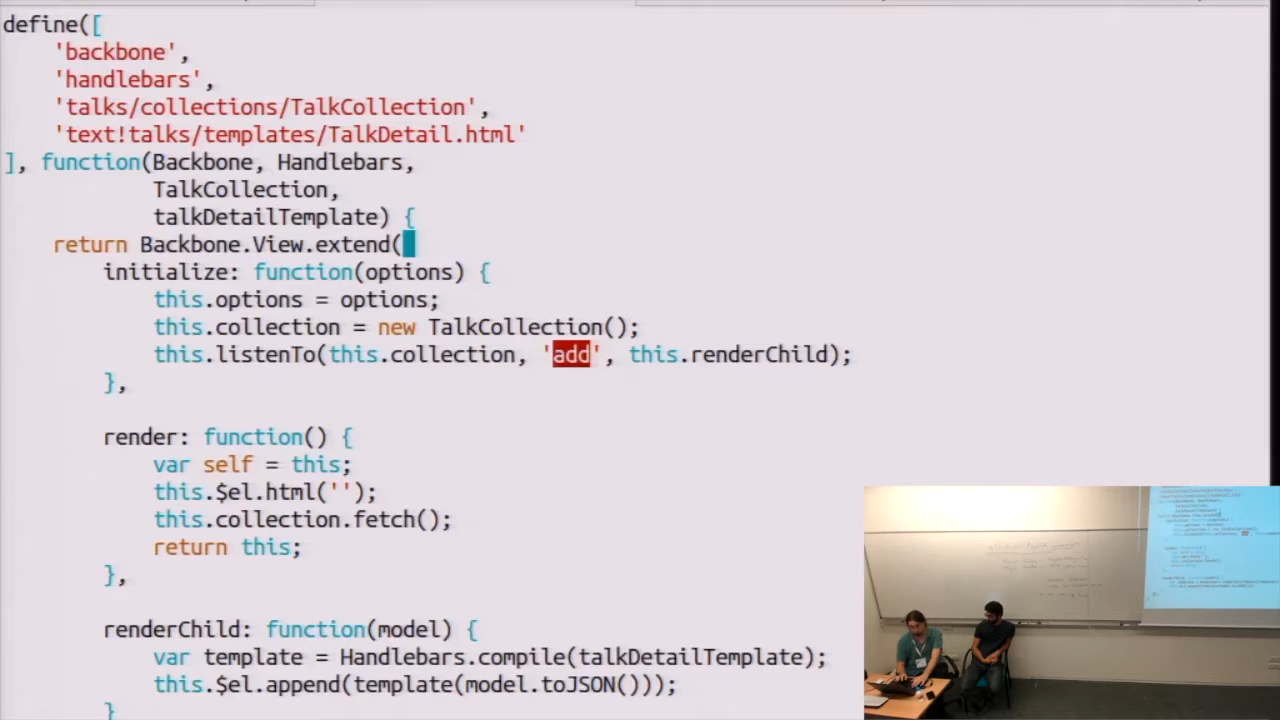 define([
    'backbone',
    'handlebars',
    'talks/collections/TalkCollection',
    'text!talks/templates/TalkDetail.html'
], function(Backbone, Handlebars,
            TalkCollection,
            talkDetailTemplate) {
    return Backbone.View.extend(
        initialize: function(options) {
            this.options = options;
            this.collection = new TalkCollection();
            this.listenTo(this.collection, 'add', this.renderChild);
        },
        render: function() {
            var self = this;
            this.$el.html('');
            this.collection.fetch();
            return this;
        },
        renderChild: function(model) {
            var template = Handlebars.compile(talkDetailTemplate);
            this.$el.append(template(model.toJSON()));
        }